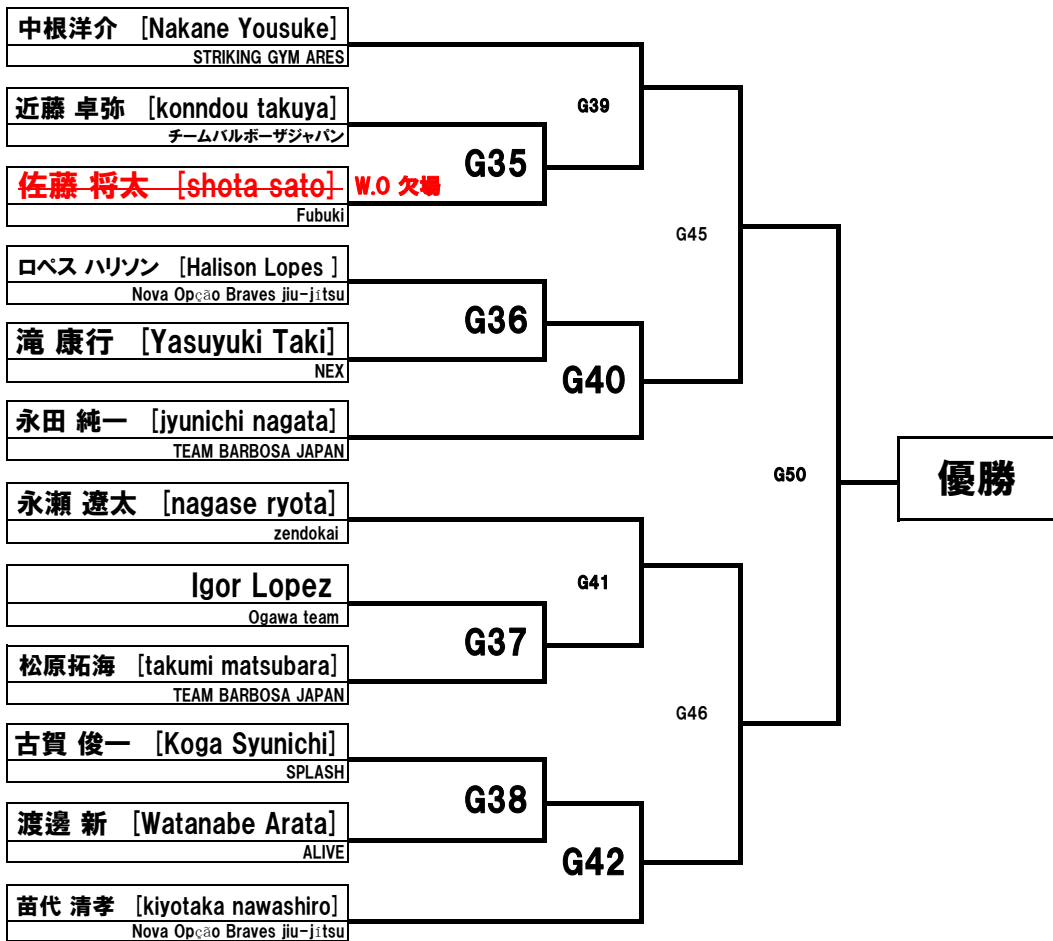 中根洋介 [Nakane Yousuke]
STRIKING GYM ARES
近藤 卓弥 [konndou takuya]
チームバルボーザジャパン
佐藤 将太 [shota sato] W.O 欠場
Fubuki
ロペス ハリソン [Halison Lopes ]
Nova Opção Braves jiu-jítsu
滝 康行 [Yasuyuki Taki]
NEX
永田 純一 [jyunichi nagata]
TEAM BARBOSA JAPAN
永瀬 遼太 [nagase ryota]
zendokai
Igor Lopez
Ogawa team
松原拓海 [takumi matsubara]
TEAM BARBOSA JAPAN
古賀 俊一 [Koga Syunichi]
SPLASH
渡邊 新 [Watanabe Arata]
ALIVE
苗代 清孝 [kiyotaka nawashiro]
Nova Opção Braves jiu-jítsu
G35
G36
G37
G38
G39
G40
G41
G42
G45
G46
G50
優勝